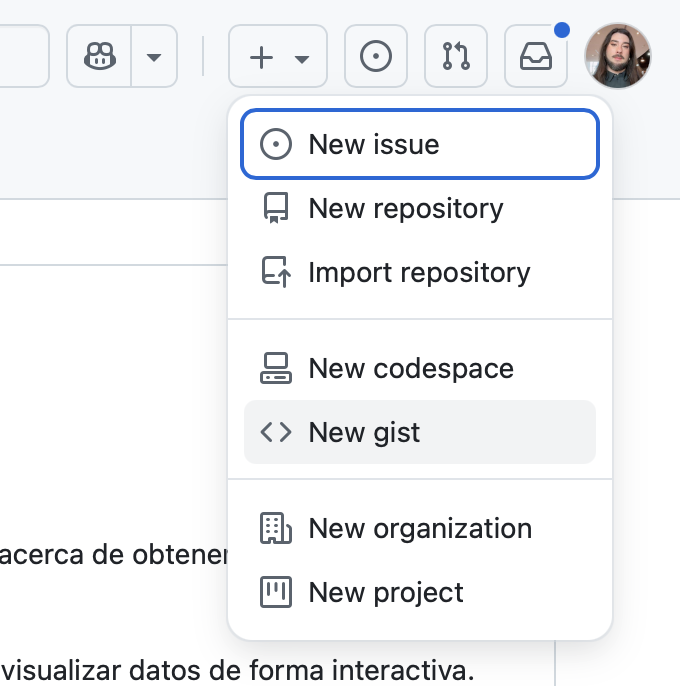 New issue
New repository
Import repository
New codespace
New gist
New organization
acerca de obtener
New project
visualizar datos de forma interactiva.